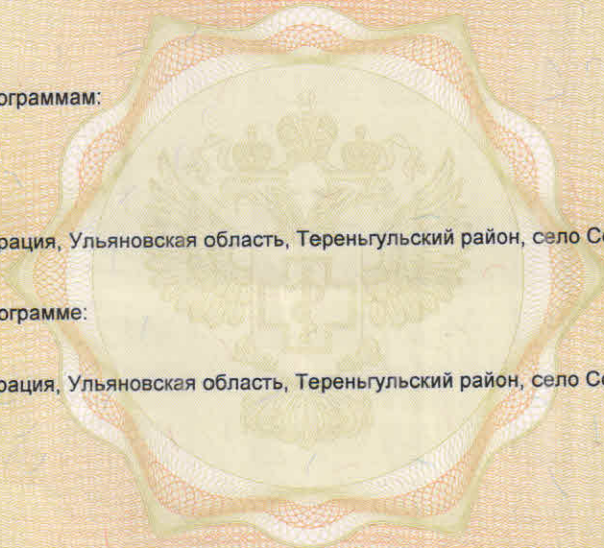 ограммам:
рация, Ульяновская область, Тереньгульский район, село Со
ограмме:
рация, Ульяновская область, Тереньгульский район, село Со